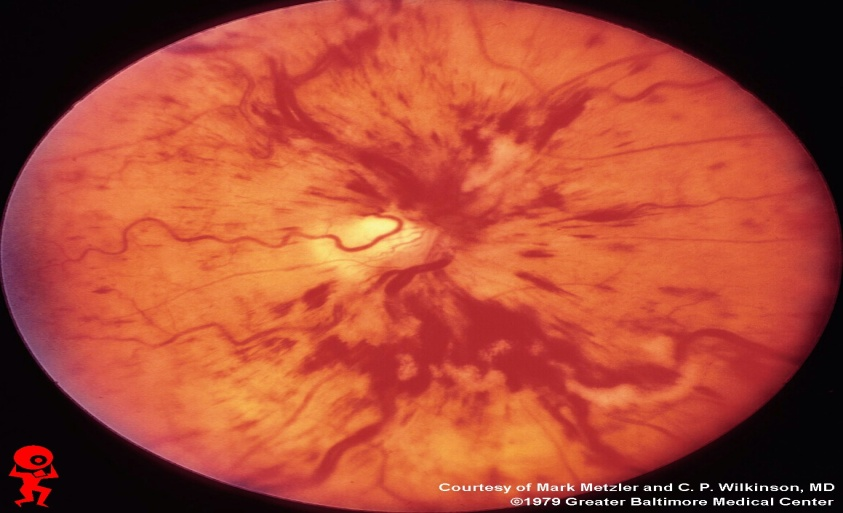 Courtesy of Mark Metzler and C. P. Wilkinson, MD
©1979 Greater Baltimore Medical Center